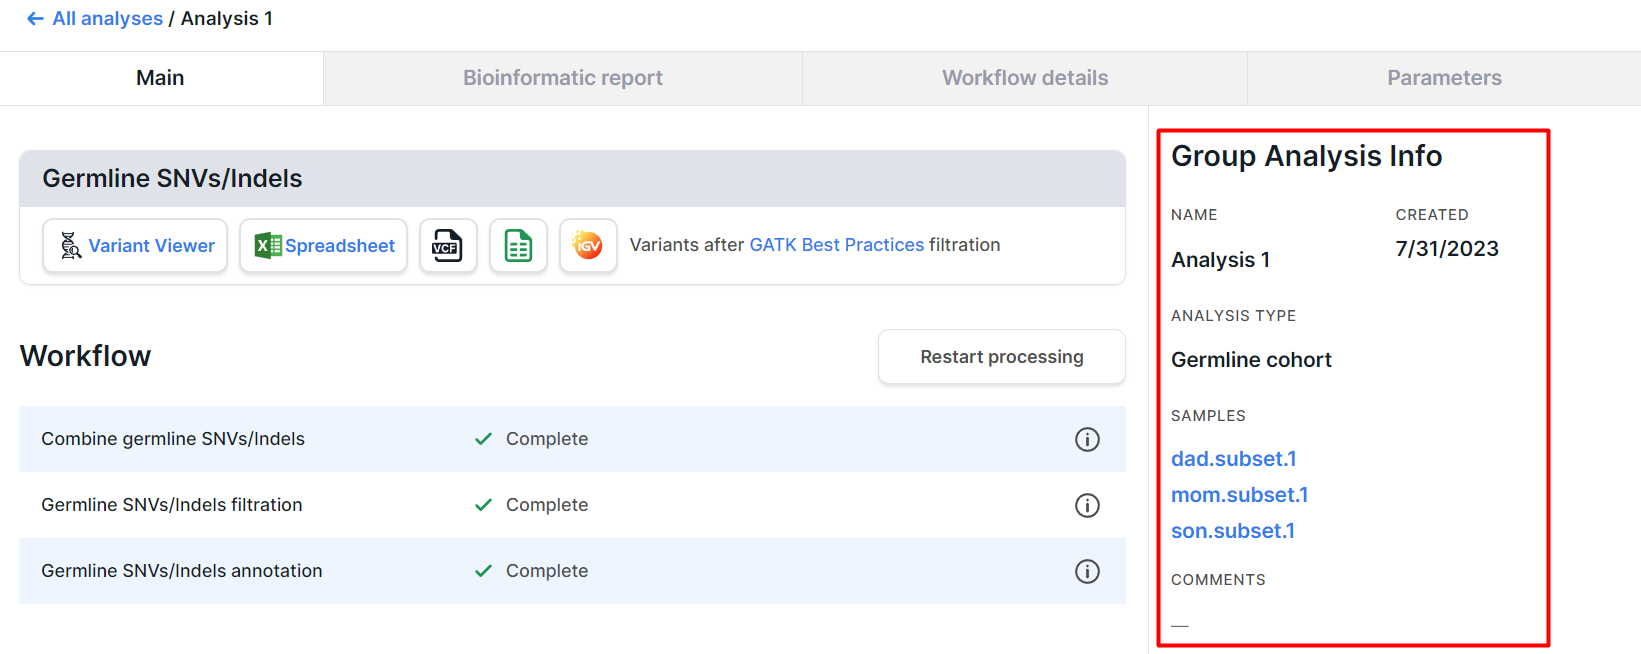 ← All analyses / Analysis 1
Main
Bioinformatic report
Workflow details
Parameters
Germline SNVs/Indels
Variant Viewer
X Spreadsheet
VCF
IGV
Variants after GATK Best Practices filtration
Workflow
Restart processing
Combine germline SNVs/Indels ✓ Complete
Germline SNVs/Indels filtration ✓ Complete
Germline SNVs/Indels annotation ✓ Complete
Group Analysis Info
NAME CREATED
Analysis 1 7/31/2023
ANALYSIS TYPE
Germline cohort
SAMPLES
dad.subset.1
mom.subset.1
son.subset.1
COMMENTS
—